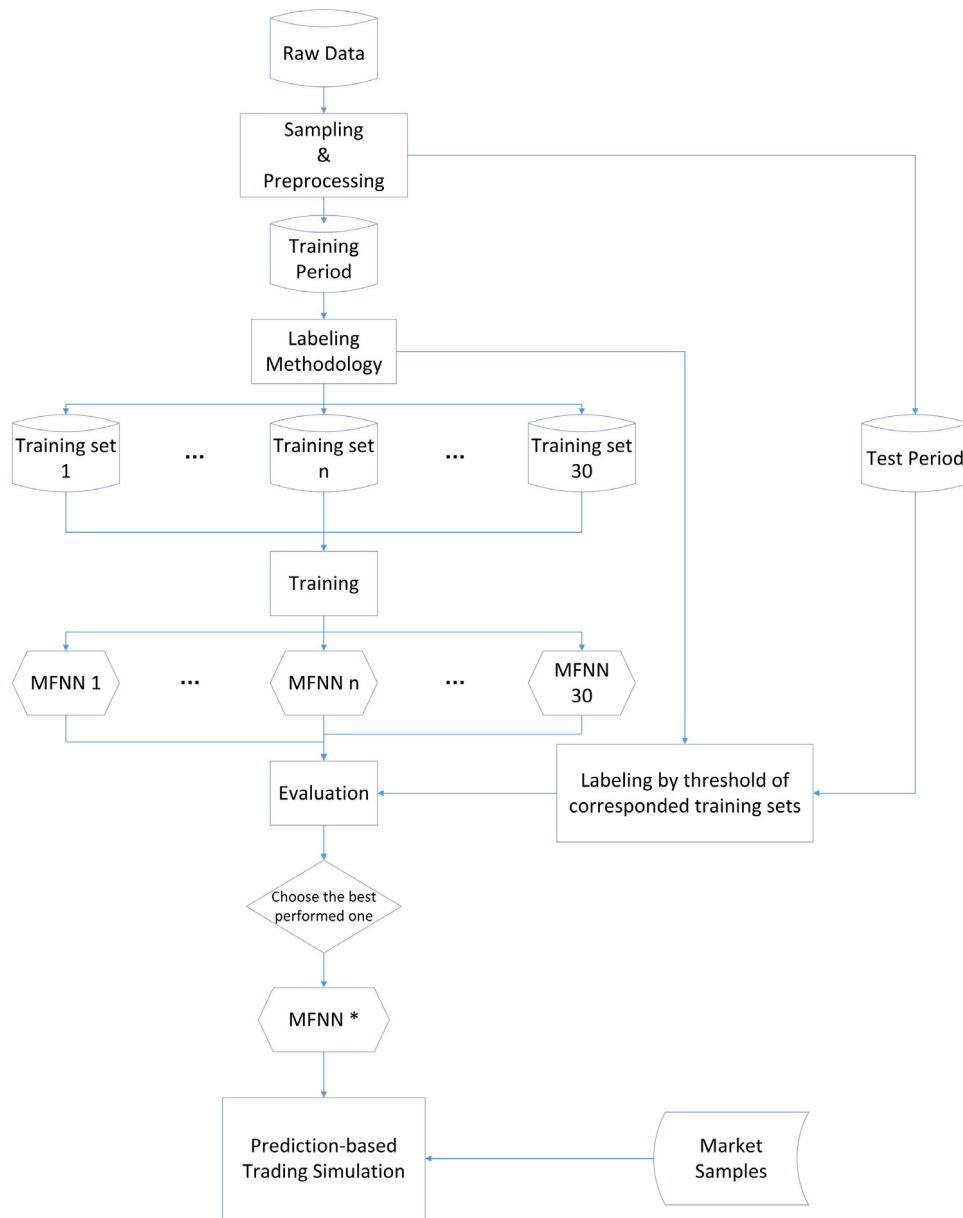 Raw Data
Sampling
&
Preprocessing
Training
Period
Labeling
Methodology
Training set
1
...
Training set
n
...
Training set
30
Test Period
Training
MFNN 1
...
MFNN n
...
MFNN
30
Evaluation
Labeling by threshold of
corresponded training sets
Choose the best
performed one
MFNN *
Prediction-based
Trading Simulation
Market
Samples